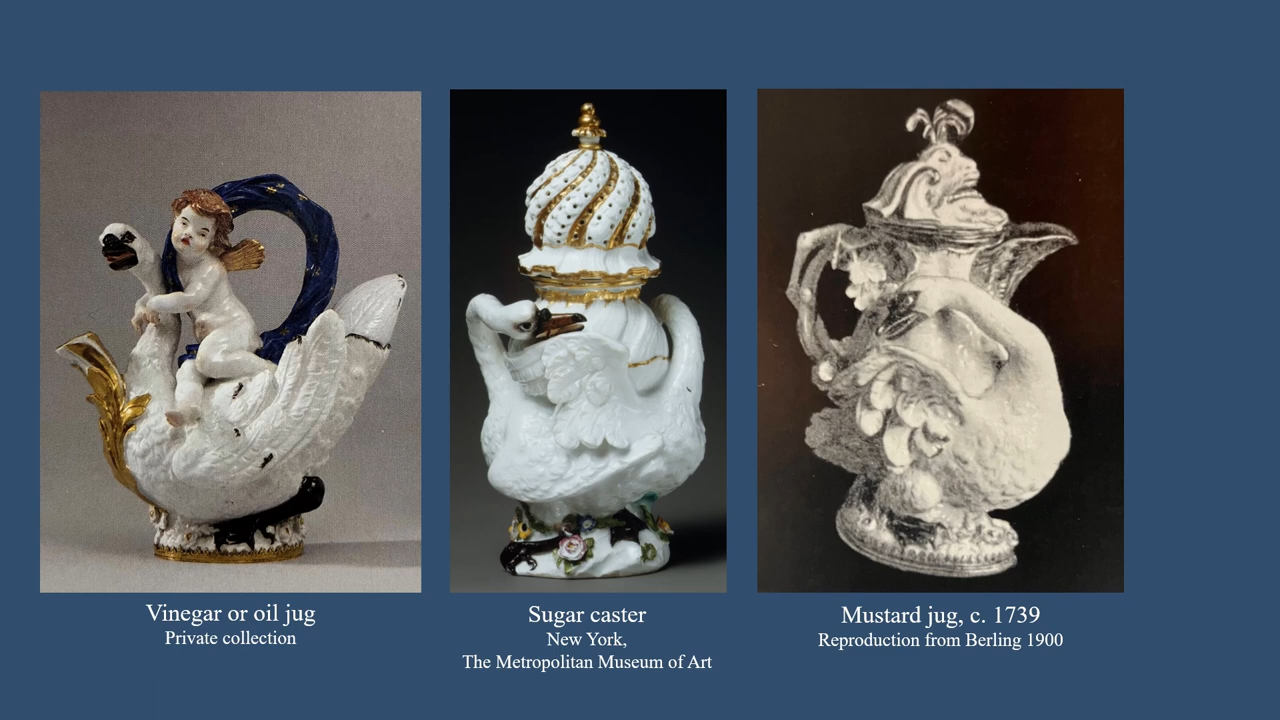 Vinegar or oil jug
Private collection
Sugar caster
New York,
The Metropolitan Museum of Art
Mustard jug, c. 1739
Reproduction from Berling 1900